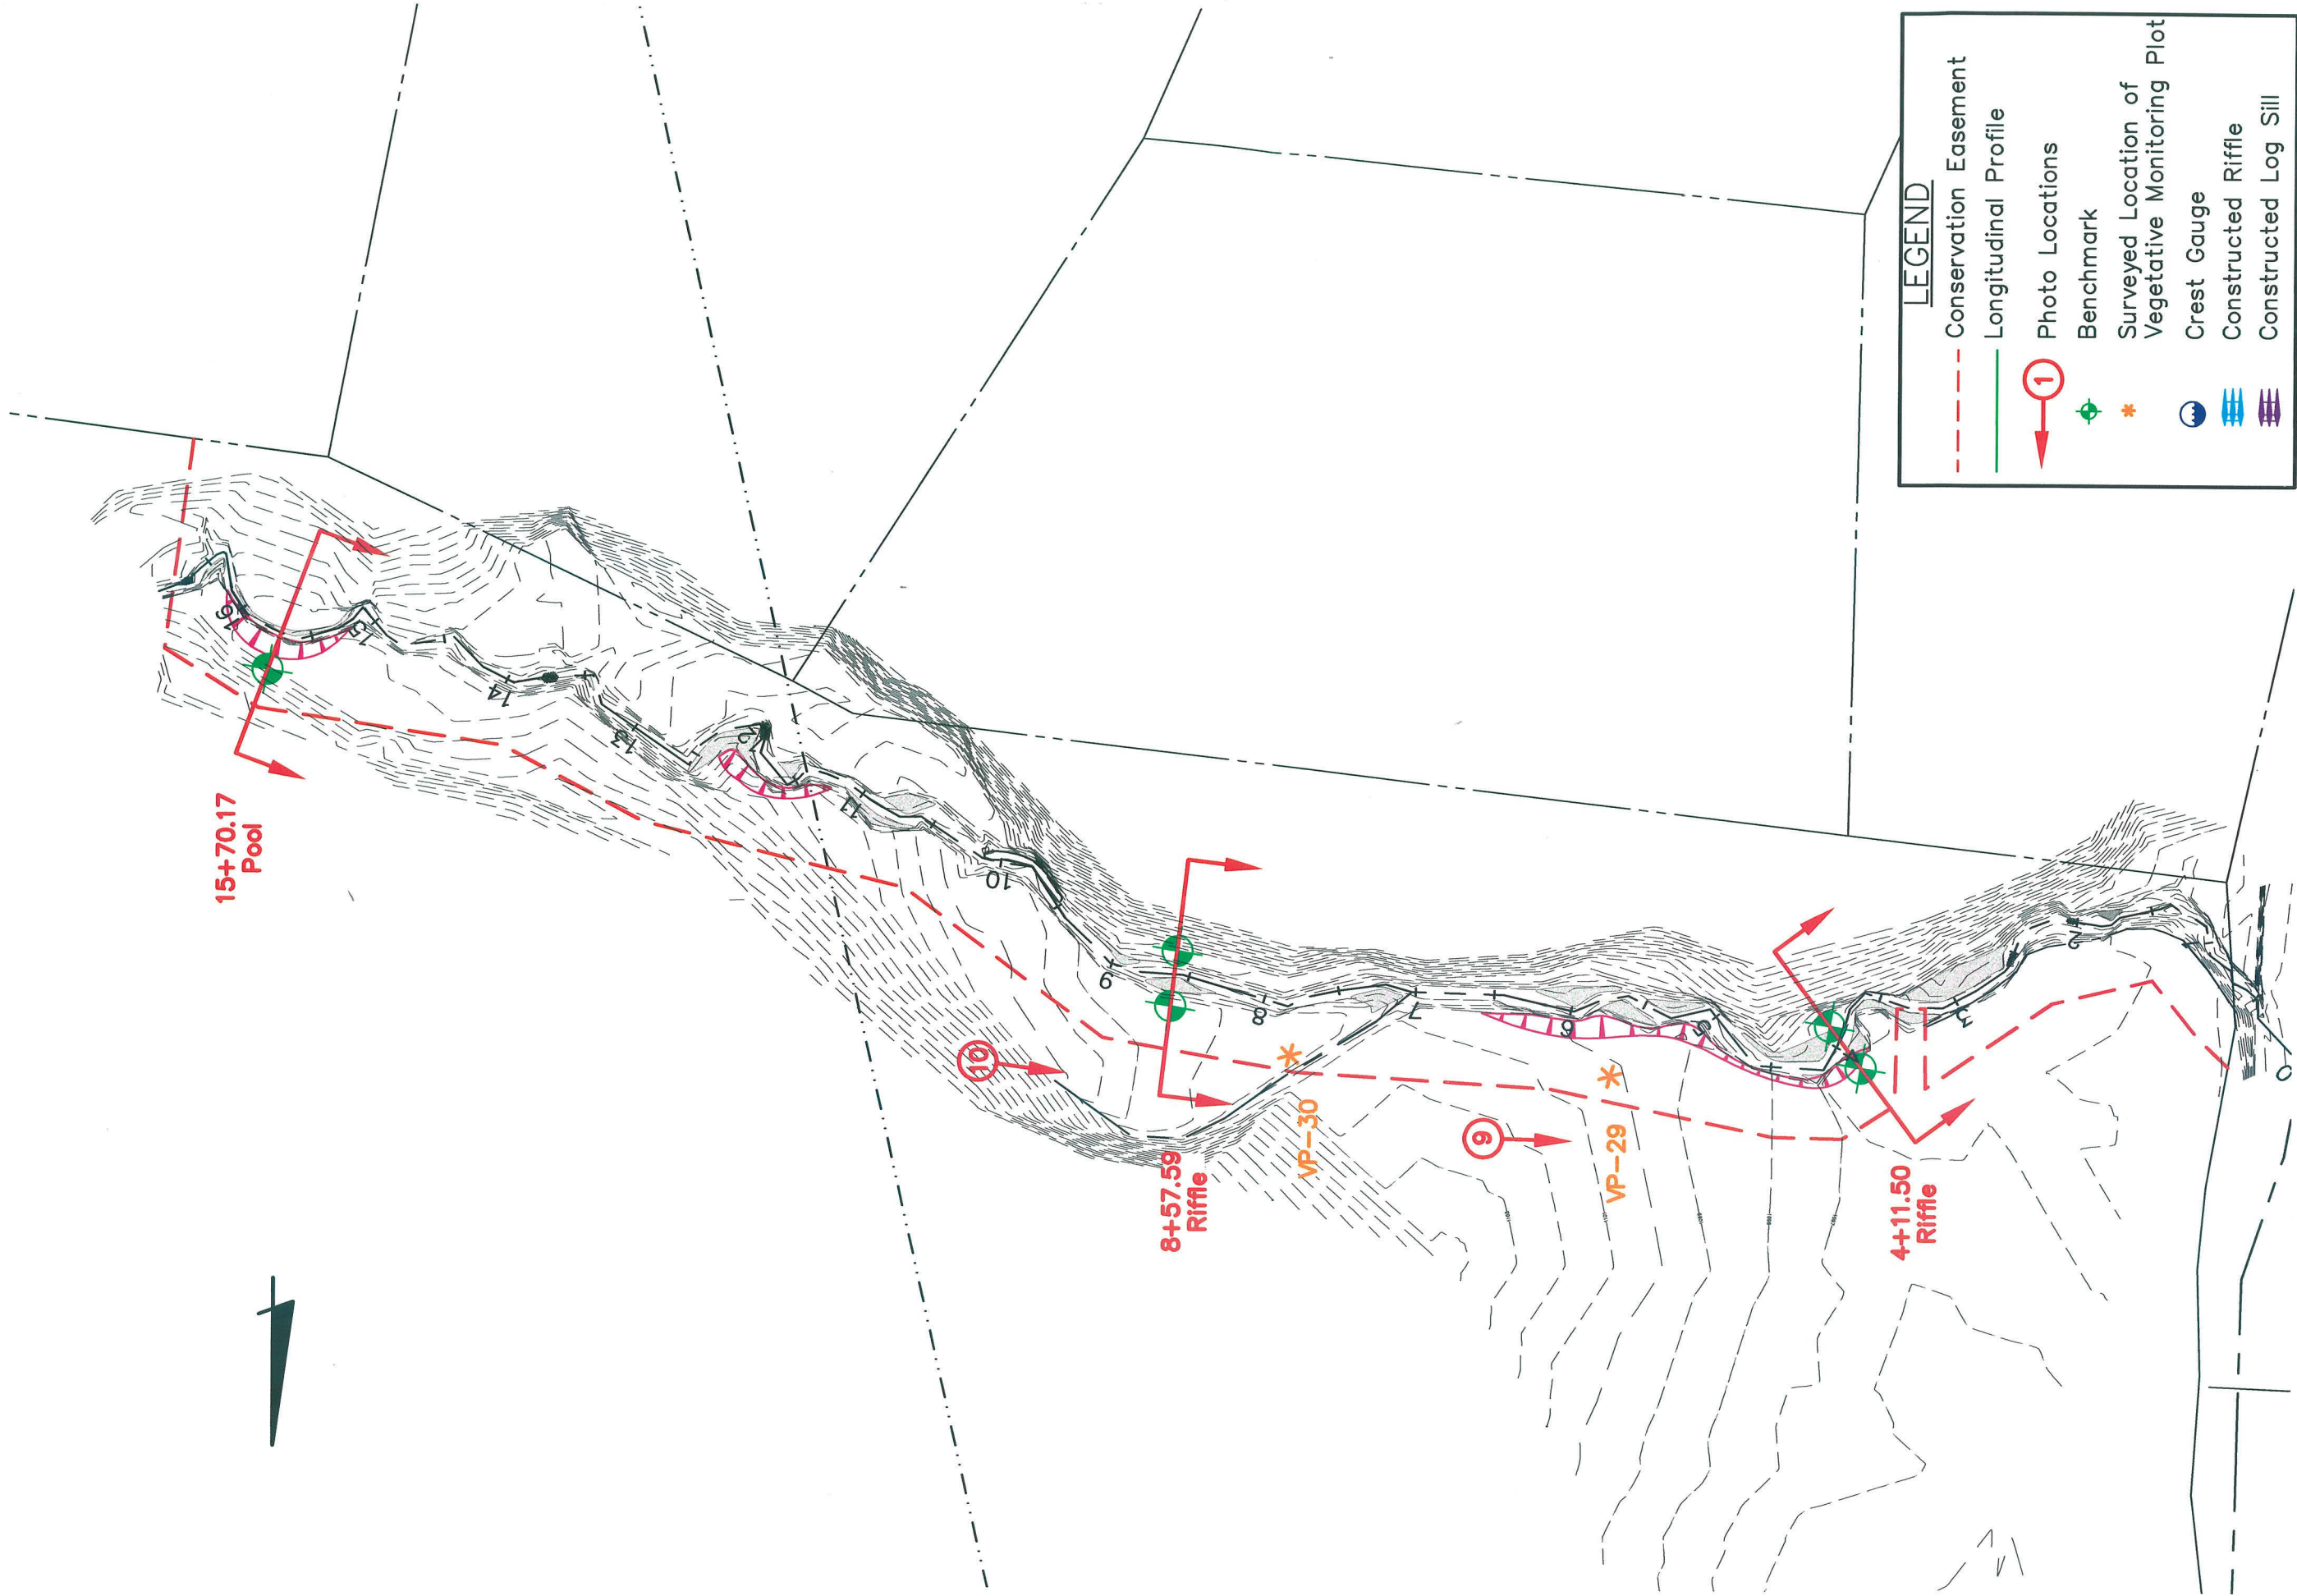 LEGEND
Conservation Easement
Longitudinal Profile
1
Photo Locations
Benchmark
Surveyed Location of
Vegetative Monitoring Plot
Crest Gauge
Constructed Riffle
Constructed Log Sill
15+70.17
Pool
16
15
14
13
12
11
10
9
8
7
6
5
4
3
2
1
0
10
8+57.59
Riffle
VP-30
9
VP-29
4+11.50
Riffle